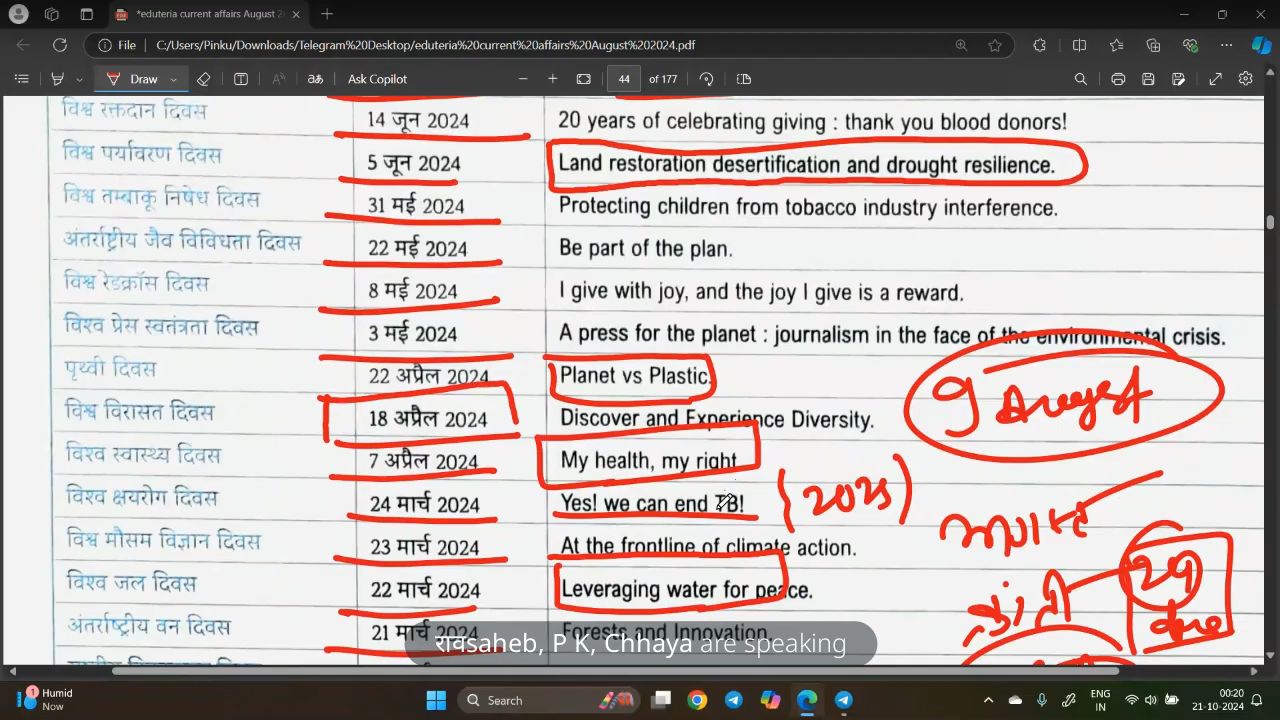 *eduteria current affairs August 2
File C:/Users/Pinku/Downloads/Telegram%20Desktop/eduteria%20current%20affairs%20August%202024.pdf
Draw Ask Copilot 44 of 177
विश्व रक्तदान दिवस 14 जून 2024 20 years of celebrating giving : thank you blood donors!
विश्व पर्यावरण दिवस 5 जून 2024 Land restoration desertification and drought resilience.
विश्व तम्बाकू निषेध दिवस 31 मई 2024 Protecting children from tobacco industry interference.
अंतर्राष्ट्रीय जैव विविधता दिवस 22 मई 2024 Be part of the plan.
विश्व रेडक्रॉस दिवस 8 मई 2024 I give with joy, and the joy I give is a reward.
विश्व प्रेस स्वतंत्रता दिवस 3 मई 2024 A press for the planet : journalism in the face of the environmental crisis.
पृथ्वी दिवस 22 अप्रैल 2024 Planet vs Plastic.
विश्व विरासत दिवस 18 अप्रैल 2024 Discover and Experience Diversity.
9 August
विश्व स्वास्थ्य दिवस 7 अप्रैल 2024 My health, my right
विश्व क्षयरोग दिवस 24 मार्च 2024 Yes! we can end TB!
(2025)
विश्व मौसम विज्ञान दिवस 23 मार्च 2024 At the frontline of climate action.
विश्व जल दिवस 22 मार्च 2024 Leveraging water for peace.
29
अंतर्राष्ट्रीय वन दिवस 21 मार्च 2024 Forests and Innovation.
रावsaheb, P K, Chhaya are speaking
1
Humid
Now
Search
ENG
IN
00:20
21-10-2024